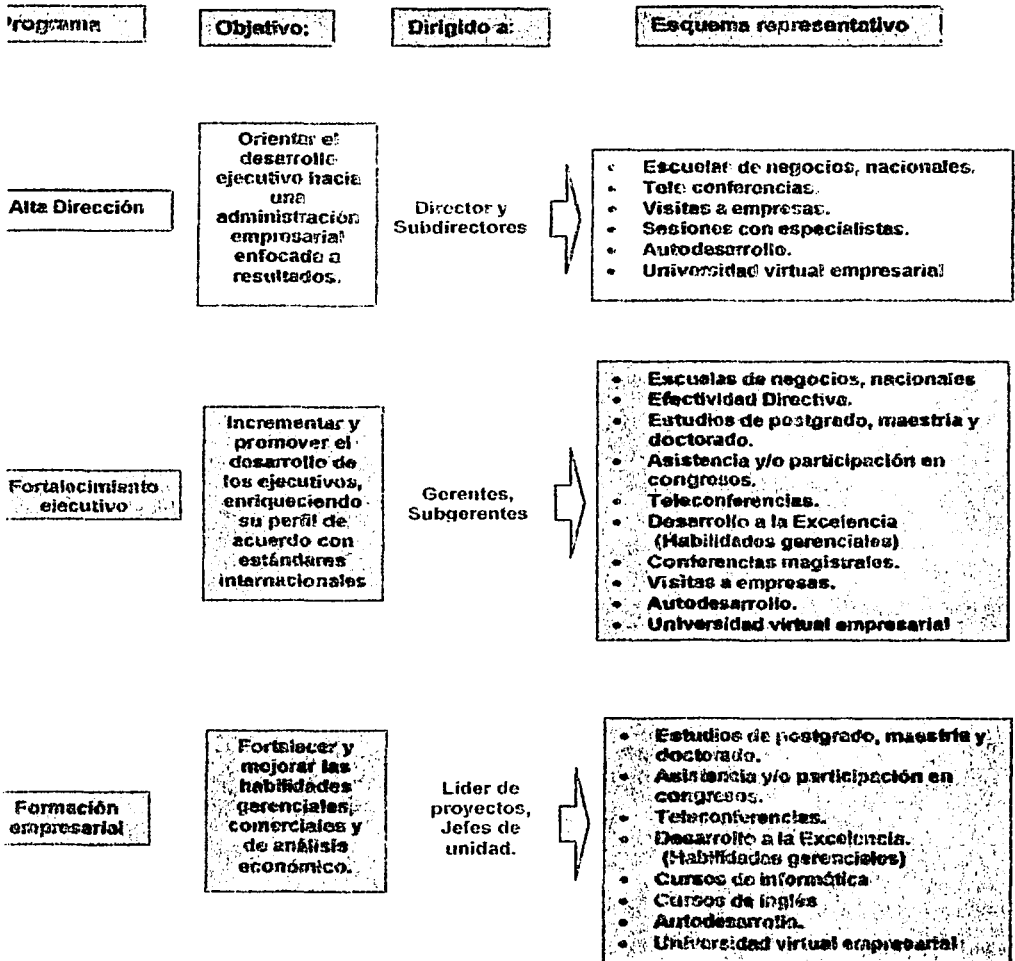 Programa
Objetivo:
Dirigido a:
Esquema representativo
Alta Dirección
Orientar el
desarrollo
ejecutivo hacia
una
administración
empresarial
enfocada a
resultados.
Director y
Subdirectores
• Escuelas de negocios, nacionales.
• Tele conferencias.
• Visitas a empresas.
• Sesiones con especialistas.
• Autodesarrollo.
• Universidad virtual empresarial
Fortalecimiento
ejecutivo
Incrementar y
promover el
desarrollo de
los ejecutivos,
enriqueciendo
su perfil de
acuerdo con
estándares
internacionales
Gerentes,
Subgerentes
• Escuelas de negocios, nacionales
• Efectividad Directiva.
• Estudios de postgrado, maestría y
doctorado.
• Asistencia y/o participación en
congresos.
• Teleconferencias.
• Desarrollo a la Excelencia
(Habilidades gerenciales)
• Conferencias magistrales.
• Visitas a empresas.
• Autodesarrollo.
• Universidad virtual empresarial
Formación
empresarial
Fortalecer y
mejorar las
habilidades
gerenciales,
comerciales y
de análisis
económico.
Líder de
proyectos,
Jefes de
unidad.
• Estudios de postgrado, maestría y
doctorado.
• Asistencia y/o participación en
congresos.
• Teleconferencias.
• Desarrollo a la Excelencia.
(Habilidades gerenciales)
• Cursos de informática
• Cursos de inglés
• Autodesarrollo.
• Universidad virtual empresarial